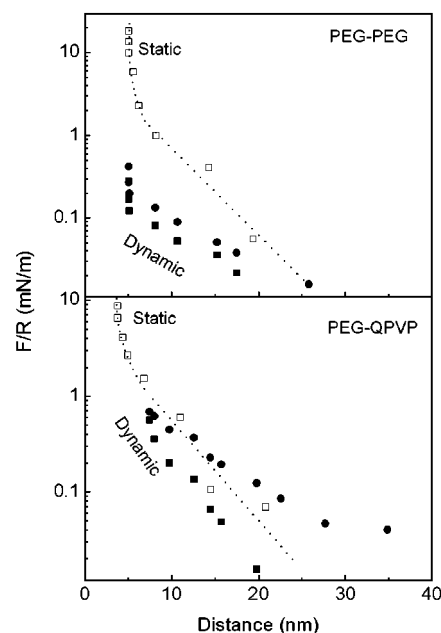 10
Static
PEG-PEG
1
0.1
Dynamic
F/R (mN/m)
10
Static
PEG-QPVP
1
Dynamic
0.1
0 10 20 30 40
Distance (nm)